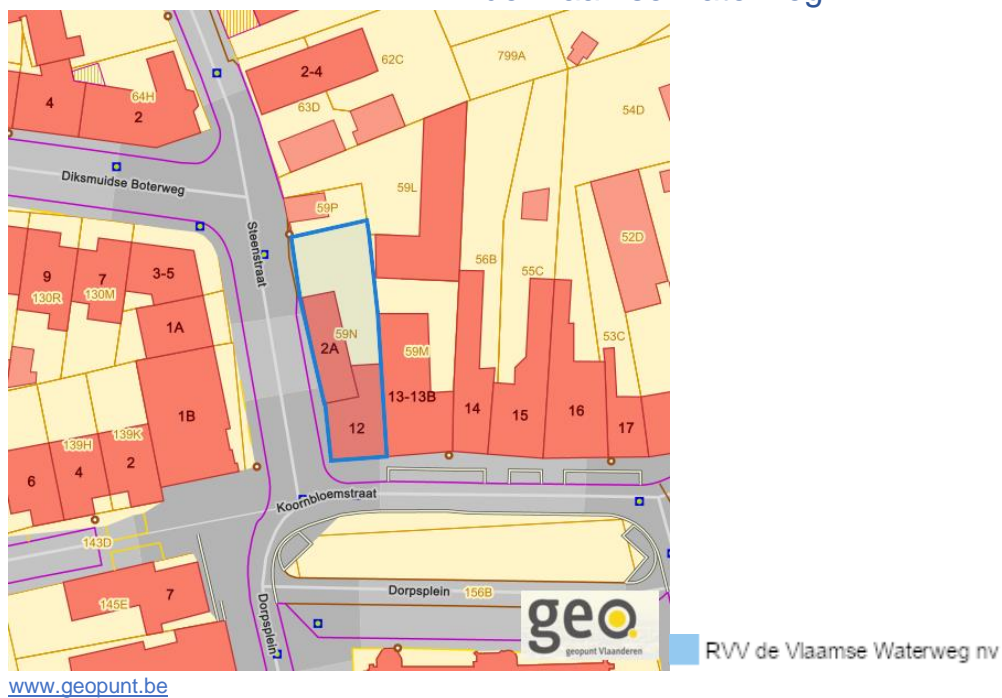 2-4
62C
799A
4
64H
2
63D
54D
Diksmuidse Boterweg
59L
59P
Steenstraat
52D
56B
55C
9
7
3-5
130R
130M
1A
59N
2A
59M
53C
13-13B
1B
14
15
16
17
12
139H
139K
6
4
2
Koornbloemstraat
143D
Dorpsplein
156B
145E
7
Dorpsplein
geo
geopunt Vlaanderen
RVV de Vlaamse Waterweg nv
www.geopunt.be